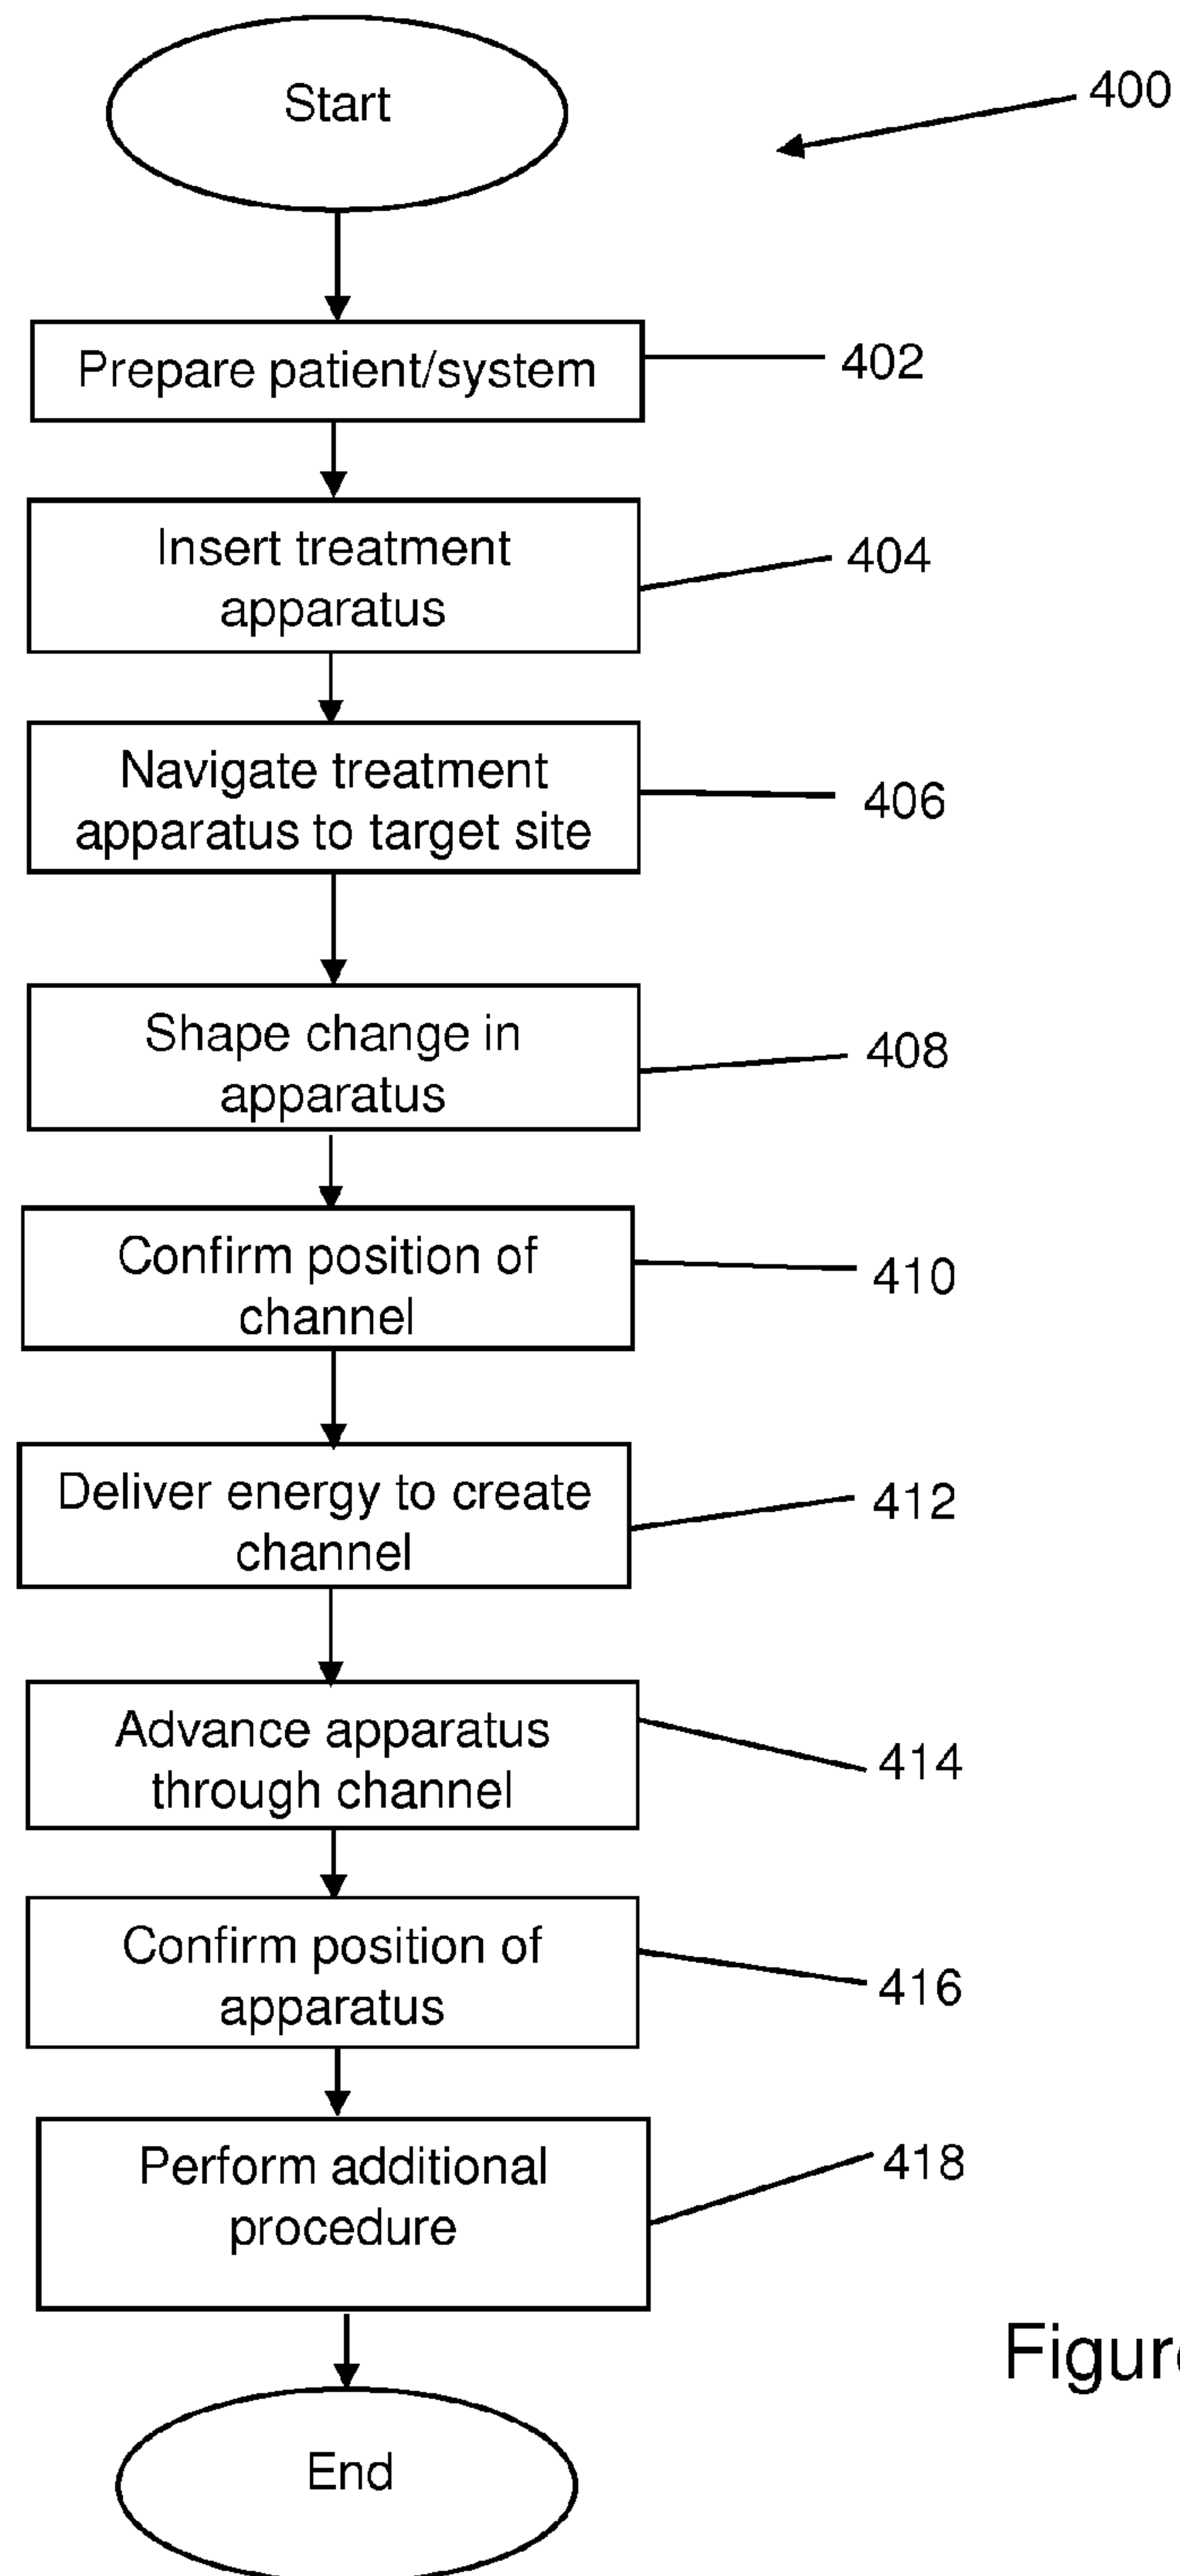 Start
400
Prepare patient/system
402
Insert treatment
apparatus
404
Navigate treatment
apparatus to target site
406
Shape change in
apparatus
408
Confirm position of
channel
410
Deliver energy to create
channel
412
Advance apparatus
through channel
414
Confirm position of
apparatus
416
Perform additional
procedure
418
End